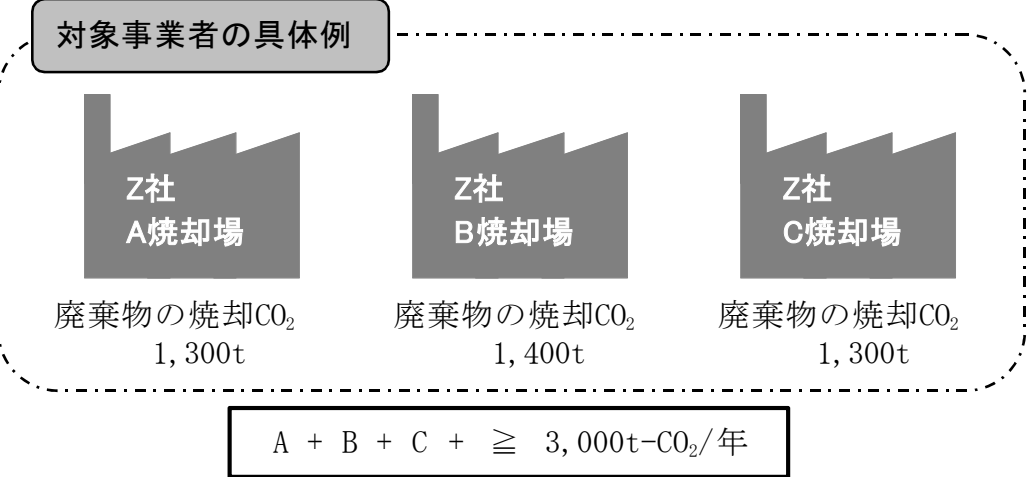 対象事業者の具体例
Z社
A焼却場
Z社
B焼却場
Z社
C焼却場
廃棄物の焼却CO₂
1,300t
廃棄物の焼却CO₂
1,400t
廃棄物の焼却CO₂
1,300t
A + B + C + ≧ 3,000t-CO₂/年